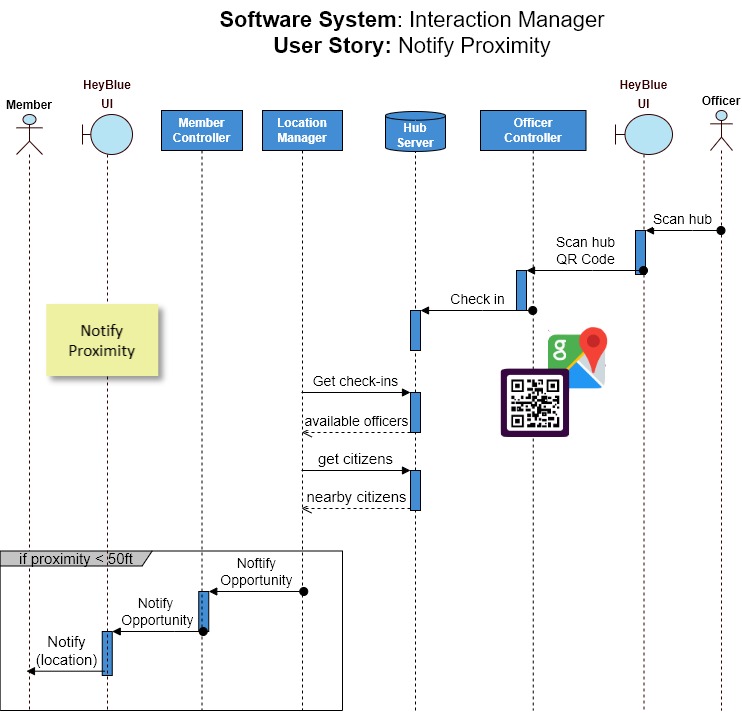 Software System: Interaction Manager
User Story: Notify Proximity
Member
HeyBlue
UI
Member
Controller
Location
Manager
Hub
Server
Officer
Controller
HeyBlue
UI
Officer
Scan hub
Scan hub
QR Code
Check in
Notify
Proximity
g
Get check-ins
available officers
get citizens
nearby citizens
if proximity < 50ft
Noftify
Opportunity
Notify
Opportunity
Notify
(location)